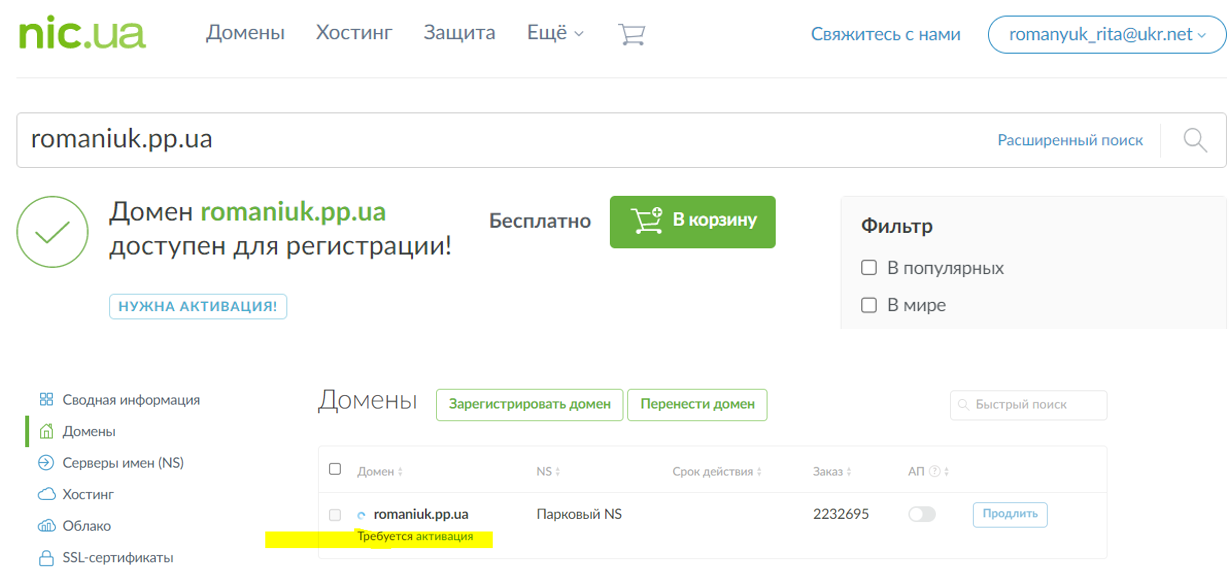 nic.ua
Домены Хостинг Защита Ещё Свяжитесь с нами romanyuk_rita@ukr.net
romaniuk.pp.ua Расширенный поиск
Домен romaniuk.pp.ua
доступен для регистрации!
Бесплатно В корзину
НУЖНА АКТИВАЦИЯ!
Фильтр
В популярных
В мире
Сводная информация
Домены
Серверы имен (NS)
Хостинг
Облако
SSL-сертификаты
Домены Зарегистрировать домен Перенести домен Быстрый поиск
Домен NS Срок действия Заказ АП ?
romaniuk.pp.ua Парковый NS 2232695 Продлить
Требуется активация